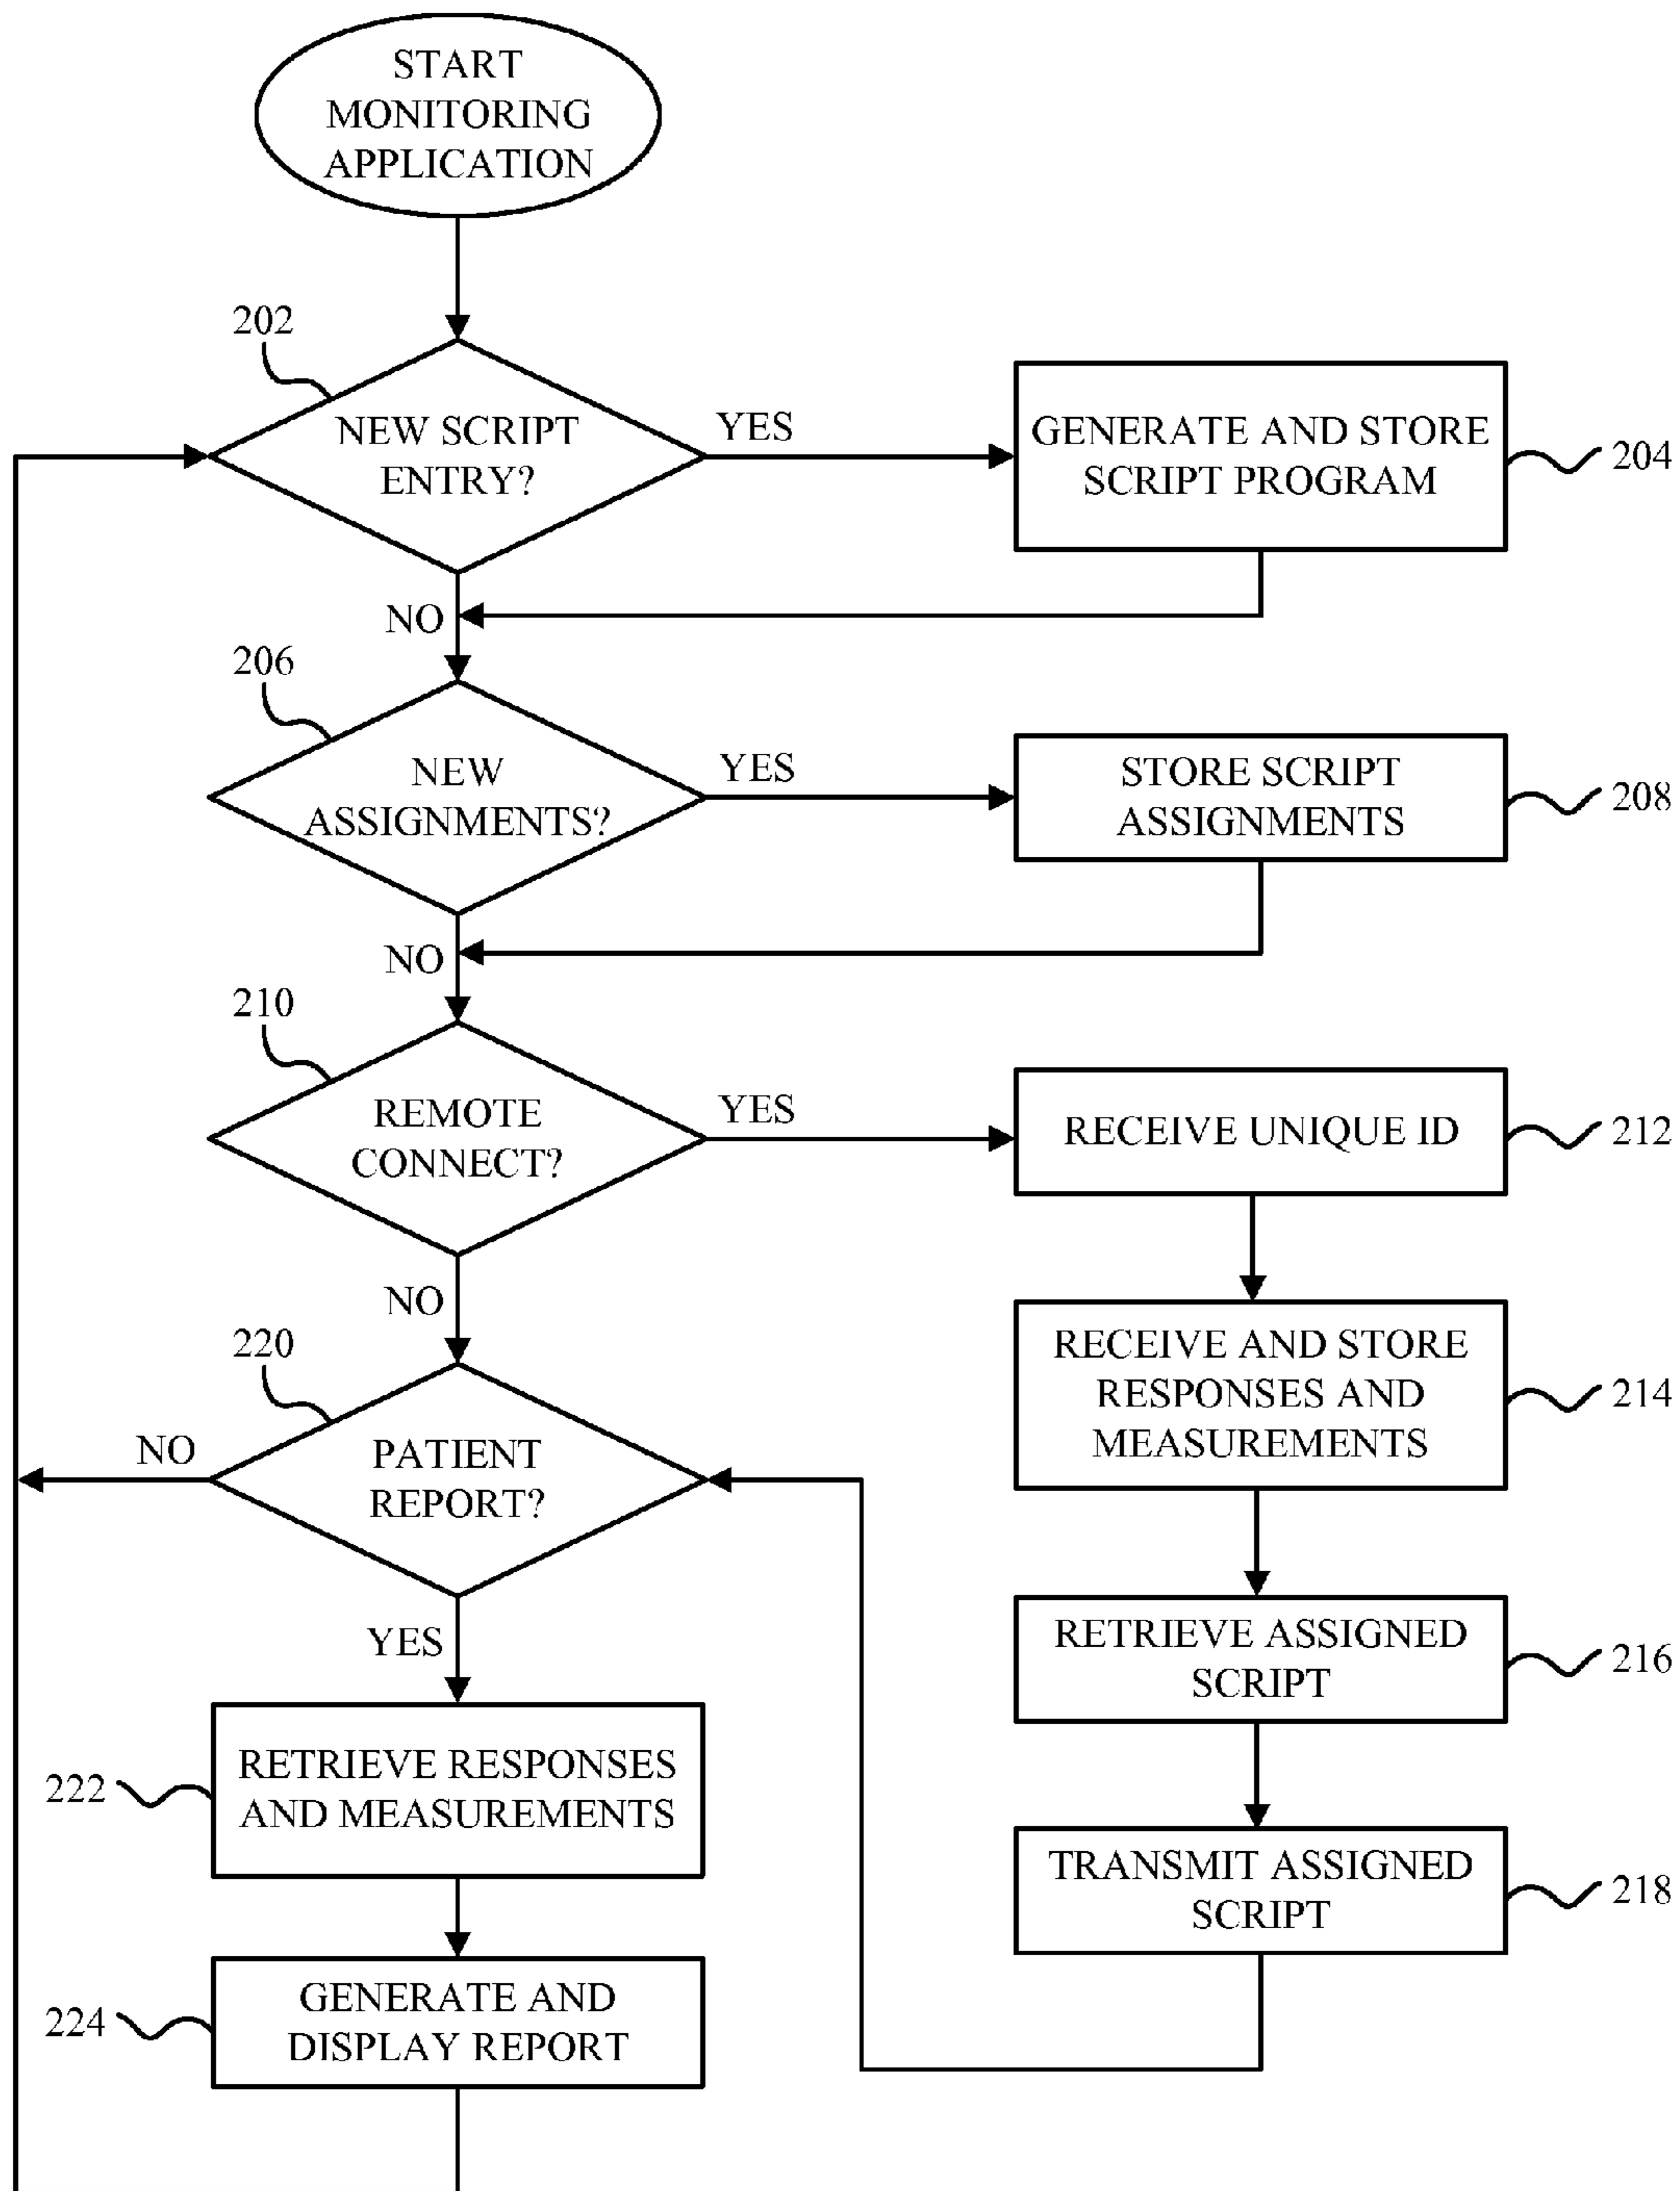 START
MONITORING
APPLICATION
202
NEW SCRIPT
ENTRY?
YES
GENERATE AND STORE
SCRIPT PROGRAM
204
NO
206
NEW
ASSIGNMENTS?
YES
STORE SCRIPT
ASSIGNMENTS
208
NO
210
REMOTE
CONNECT?
YES
RECEIVE UNIQUE ID
212
NO
RECEIVE AND STORE
RESPONSES AND
MEASUREMENTS
214
220
PATIENT
REPORT?
NO
YES
RETRIEVE ASSIGNED
SCRIPT
216
222
RETRIEVE RESPONSES
AND MEASUREMENTS
TRANSMIT ASSIGNED
SCRIPT
218
224
GENERATE AND
DISPLAY REPORT